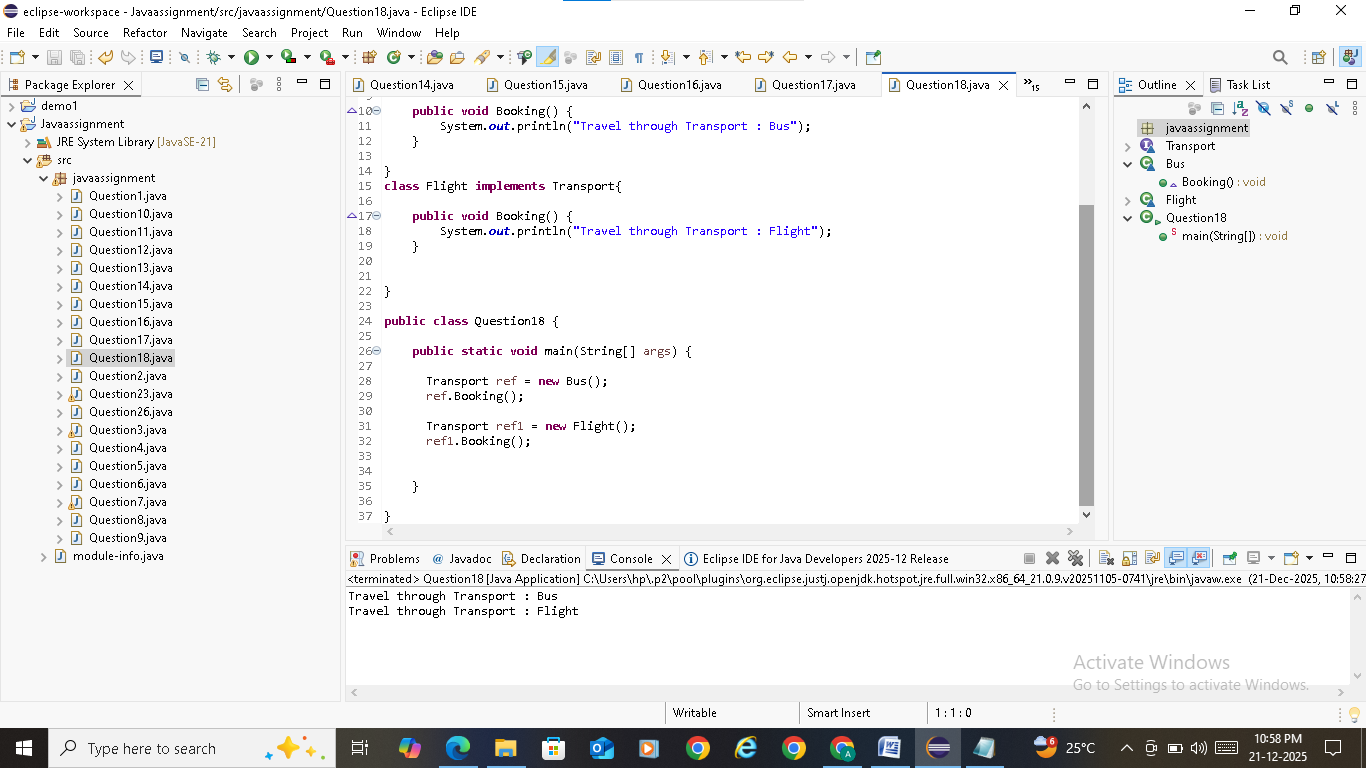 eclipse-workspace - Javaassignment/src/javaassignment/Question18.java - Eclipse IDE
File Edit Source Refactor Navigate Search Project Run Window Help
Package Explorer
demo1
Javaassignment
JRE System Library [JavaSE-21]
src
javaassignment
Question1.java
Question10.java
Question11.java
Question12.java
Question13.java
Question14.java
Question15.java
Question16.java
Question17.java
Question18.java
Question2.java
Question23.java
Question26.java
Question3.java
Question4.java
Question5.java
Question6.java
Question7.java
Question8.java
Question9.java
module-info.java
Question14.java Question15.java Question16.java Question17.java Question18.java »15
10 public void Booking() {
11 System.out.println("Travel through Transport : Bus");
12 }
13
14 }
15 class Flight implements Transport{
16
17 public void Booking() {
18 System.out.println("Travel through Transport : Flight");
19 }
20
21
22 }
23
24 public class Question18 {
25
26 public static void main(String[] args) {
27
28 Transport ref = new Bus();
29 ref.Booking();
30
31 Transport ref1 = new Flight();
32 ref1.Booking();
33
34
35 }
36
37 }
Outline Task List
javaassignment
Transport
Bus
Booking() : void
Flight
Question18
main(String[]) : void
Problems Javadoc Declaration Console Eclipse IDE for Java Developers 2025-12 Release
<terminated> Question18 [Java Application] C:\Users\hp\.p2\pool\plugins\org.eclipse.justj.openjdk.hotspot.jre.full.win32.x86_64_21.0.9.v20251105-0741\jre\bin\javaw.exe (21-Dec-2025, 10:58:27
Travel through Transport : Bus
Travel through Transport : Flight
Activate Windows
Go to Settings to activate Windows.
Writable Smart Insert 1 : 1 : 0
Type here to search
6
25°C
10:58 PM
21-12-2025